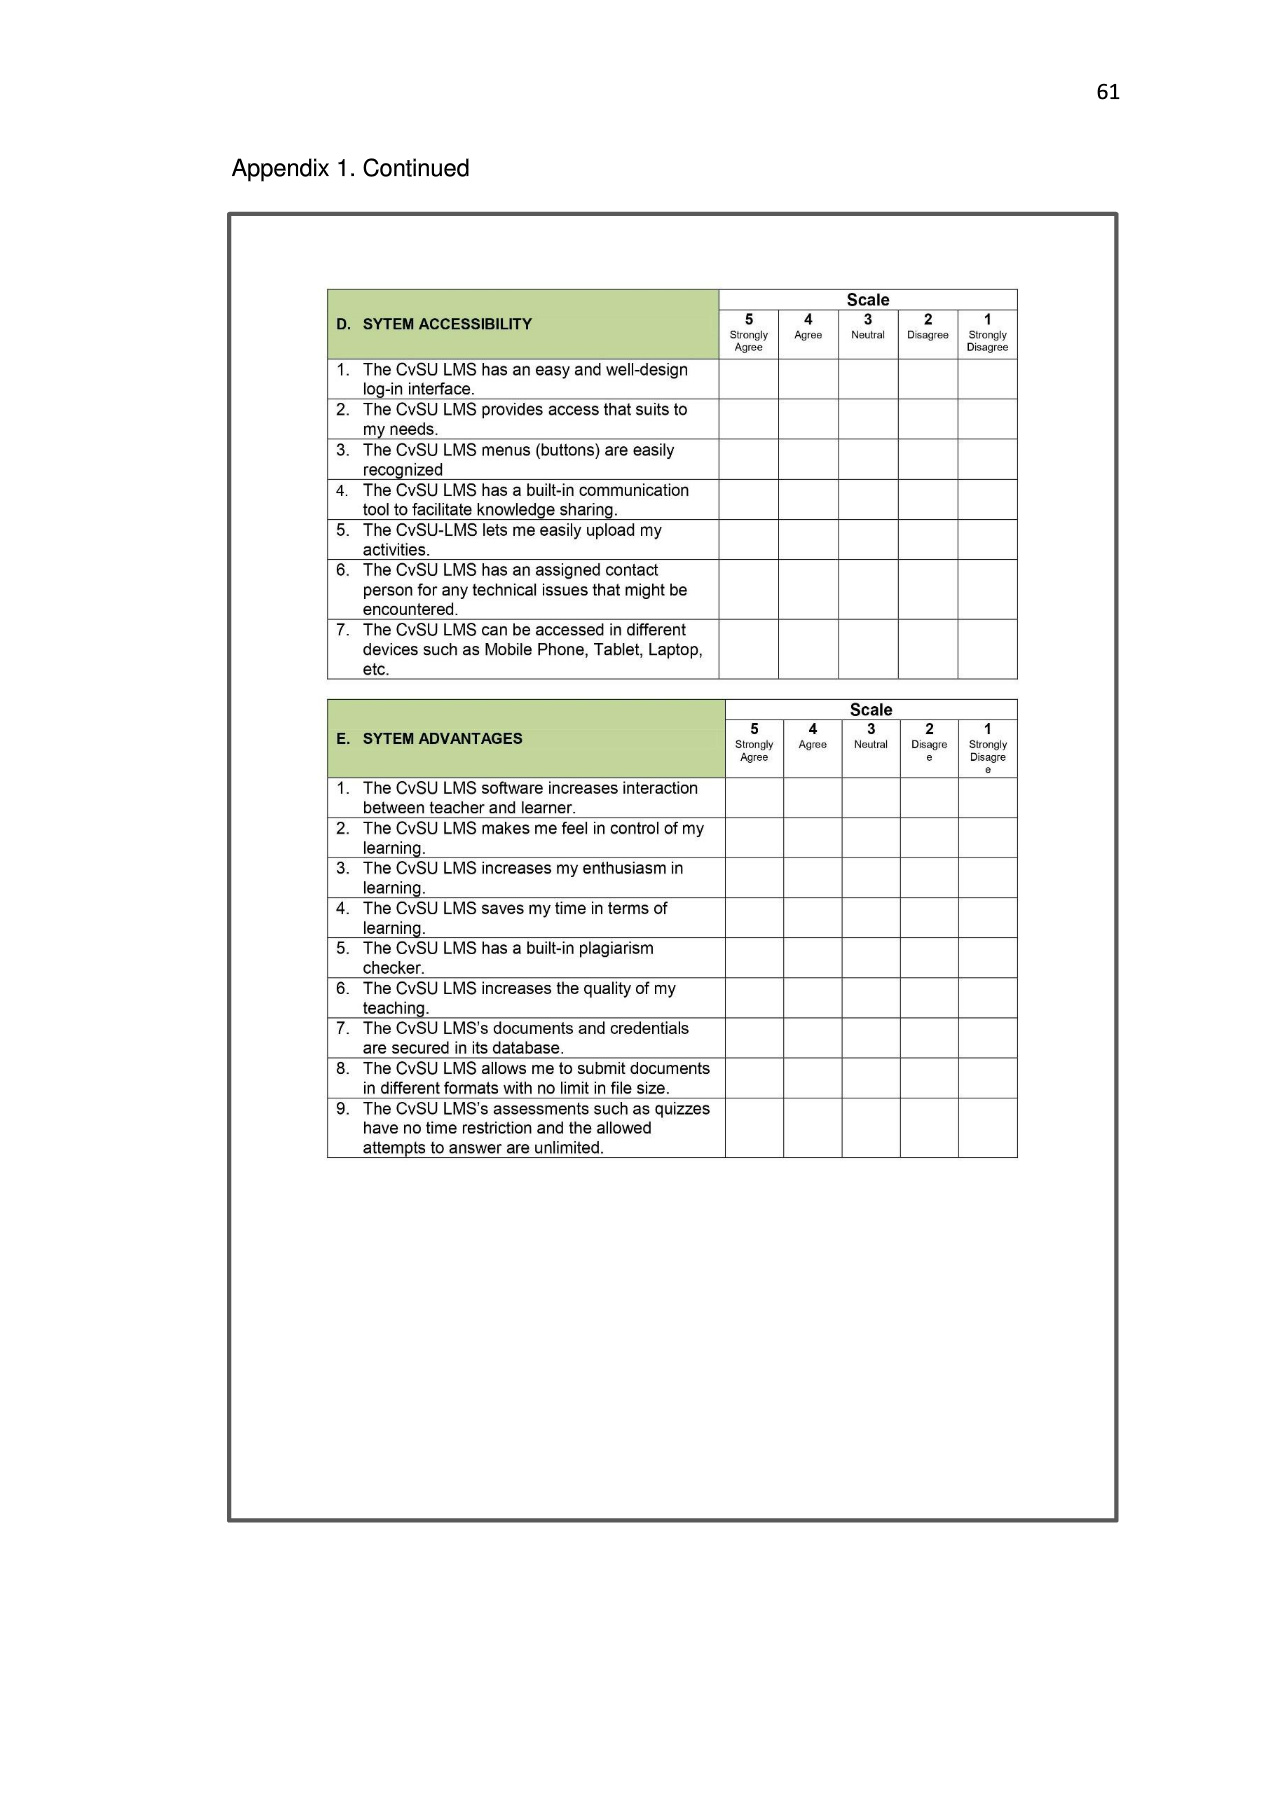 61
Appendix 1. Continued
D. SYTEM ACCESSIBILITY
Scale
5 4 3 2 1
Strongly Agree Neutral Disagree Strongly
Agree Disagree
1. The CvSU LMS has an easy and well-design
log-in interface.
2. The CvSU LMS provides access that suits to
my needs.
3. The CvSU LMS menus (buttons) are easily
recognized
4. The CvSU LMS has a built-in communication
tool to facilitate knowledge sharing.
5. The CvSU-LMS lets me easily upload my
activities.
6. The CvSU LMS has an assigned contact
person for any technical issues that might be
encountered.
7. The CvSU LMS can be accessed in different
devices such as Mobile Phone, Tablet, Laptop,
etc.
E. SYTEM ADVANTAGES
Scale
5 4 3 2 1
Strongly Agree Neutral Disagre Strongly
Agree e Disagre
e
1. The CvSU LMS software increases interaction
between teacher and learner.
2. The CvSU LMS makes me feel in control of my
learning.
3. The CvSU LMS increases my enthusiasm in
learning.
4. The CvSU LMS saves my time in terms of
learning.
5. The CvSU LMS has a built-in plagiarism
checker.
6. The CvSU LMS increases the quality of my
teaching.
7. The CvSU LMS’s documents and credentials
are secured in its database.
8. The CvSU LMS allows me to submit documents
in different formats with no limit in file size.
9. The CvSU LMS’s assessments such as quizzes
have no time restriction and the allowed
attempts to answer are unlimited.